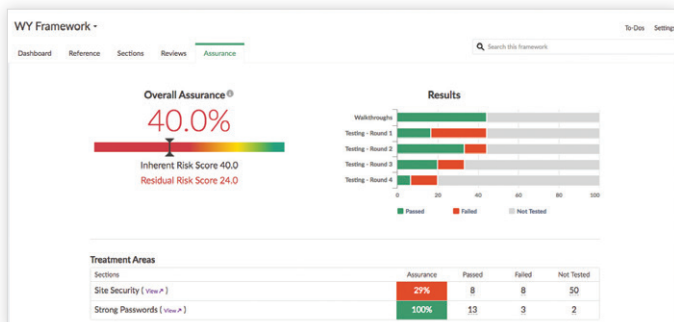 WY Framework
To-Dos Settings
Dashboard Reference Sections Reviews Assurance
Search this framework
Overall Assurance
40.0%
Inherent Risk Score 40.0
Residual Risk Score 24.0
Results
Walkthroughs
Testing - Round 1
Testing - Round 2
Testing - Round 3
Testing - Round 4
0 20 40 60 80 100
Passed Failed Not Tested
Treatment Areas
Sections Assurance Passed Failed Not Tested
Site Security ( View ↗ ) 29% 8 8 50
Strong Passwords ( View ↗ ) 100% 13 3 2